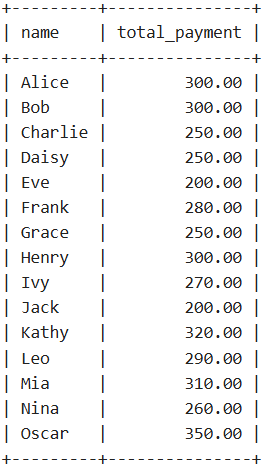 +---------+---------------+
| name    | total_payment |
+---------+---------------+
| Alice   |        300.00 |
| Bob     |        300.00 |
| Charlie |        250.00 |
| Daisy   |        250.00 |
| Eve     |        200.00 |
| Frank   |        280.00 |
| Grace   |        250.00 |
| Henry   |        300.00 |
| Ivy     |        270.00 |
| Jack    |        200.00 |
| Kathy   |        320.00 |
| Leo     |        290.00 |
| Mia     |        310.00 |
| Nina    |        260.00 |
| Oscar   |        350.00 |
+---------+---------------+